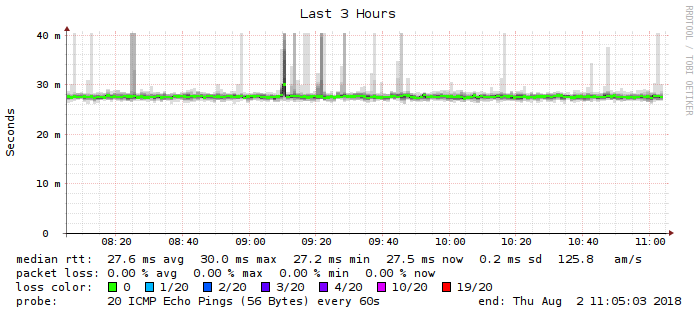 Last 3 Hours
RRDTOOL / TOBI OETIKER
Seconds
40 m
30 m
20 m
10 m
0
08:20 08:40 09:00 09:20 09:40 10:00 10:20 10:40 11:00
median rtt: 27.6 ms avg 30.0 ms max 27.2 ms min 27.5 ms now 0.2 ms sd 125.8 am/s
packet loss: 0.00 % avg 0.00 % max 0.00 % min 0.00 % now
loss color: 0 1/20 2/20 3/20 4/20 10/20 19/20
probe: 20 ICMP Echo Pings (56 Bytes) every 60s end: Thu Aug 2 11:05:03 2018